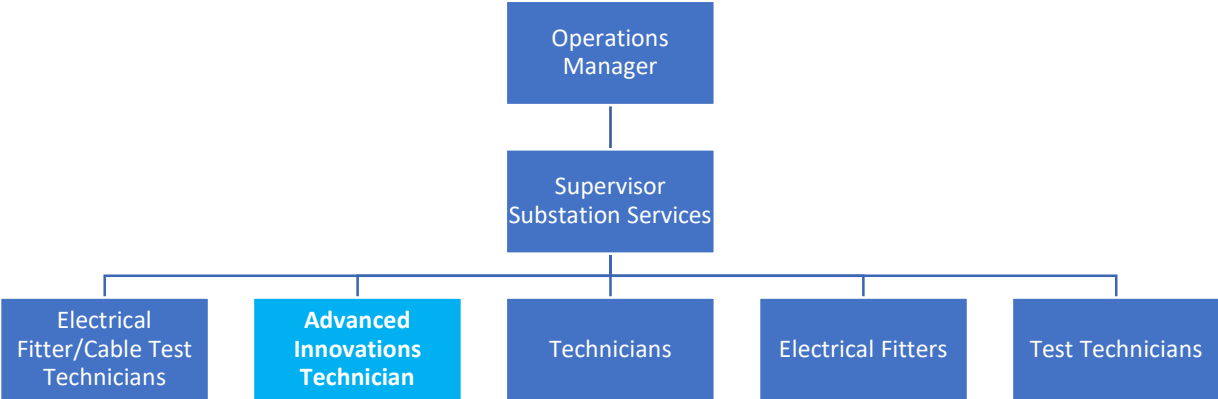 Operations
Manager
Supervisor
Substation Services
Electrical
Fitter/Cable Test
Technicians
Advanced
Innovations
Technician
Technicians
Electrical Fitters
Test Technicians